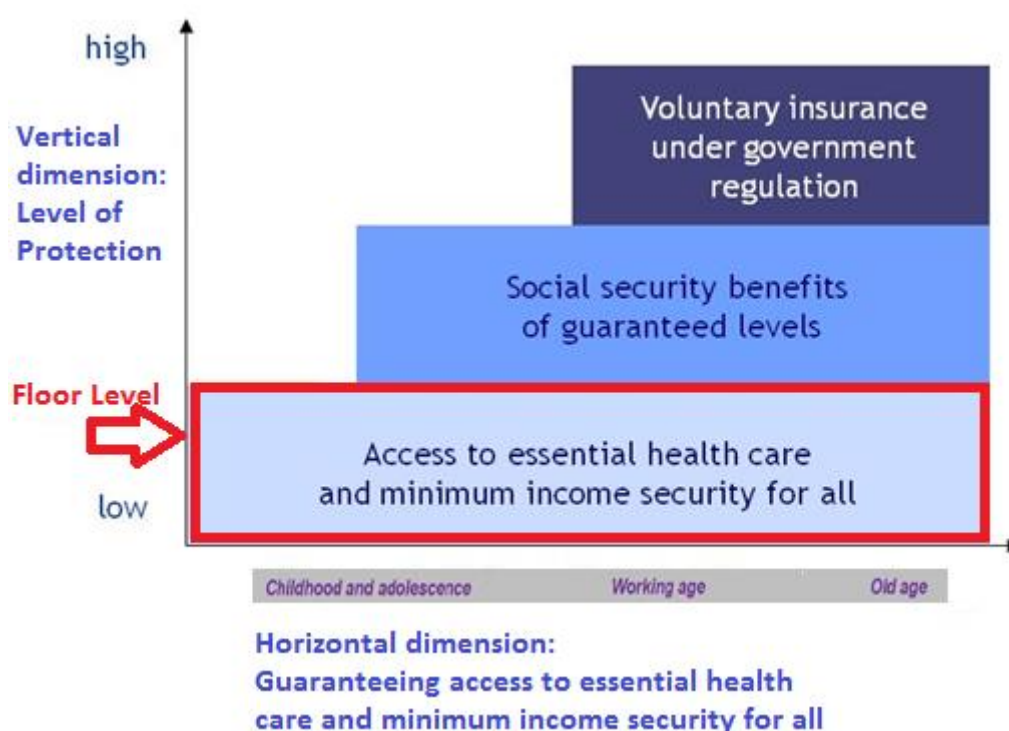 high
Vertical
dimension:
Level of
Protection
Voluntary insurance
under government
regulation
Social security benefits
of guaranteed levels
Floor Level
Access to essential health care
and minimum income security for all
low
Childhood and adolescence Working age Old age
Horizontal dimension:
Guaranteeing access to essential health
care and minimum income security for all